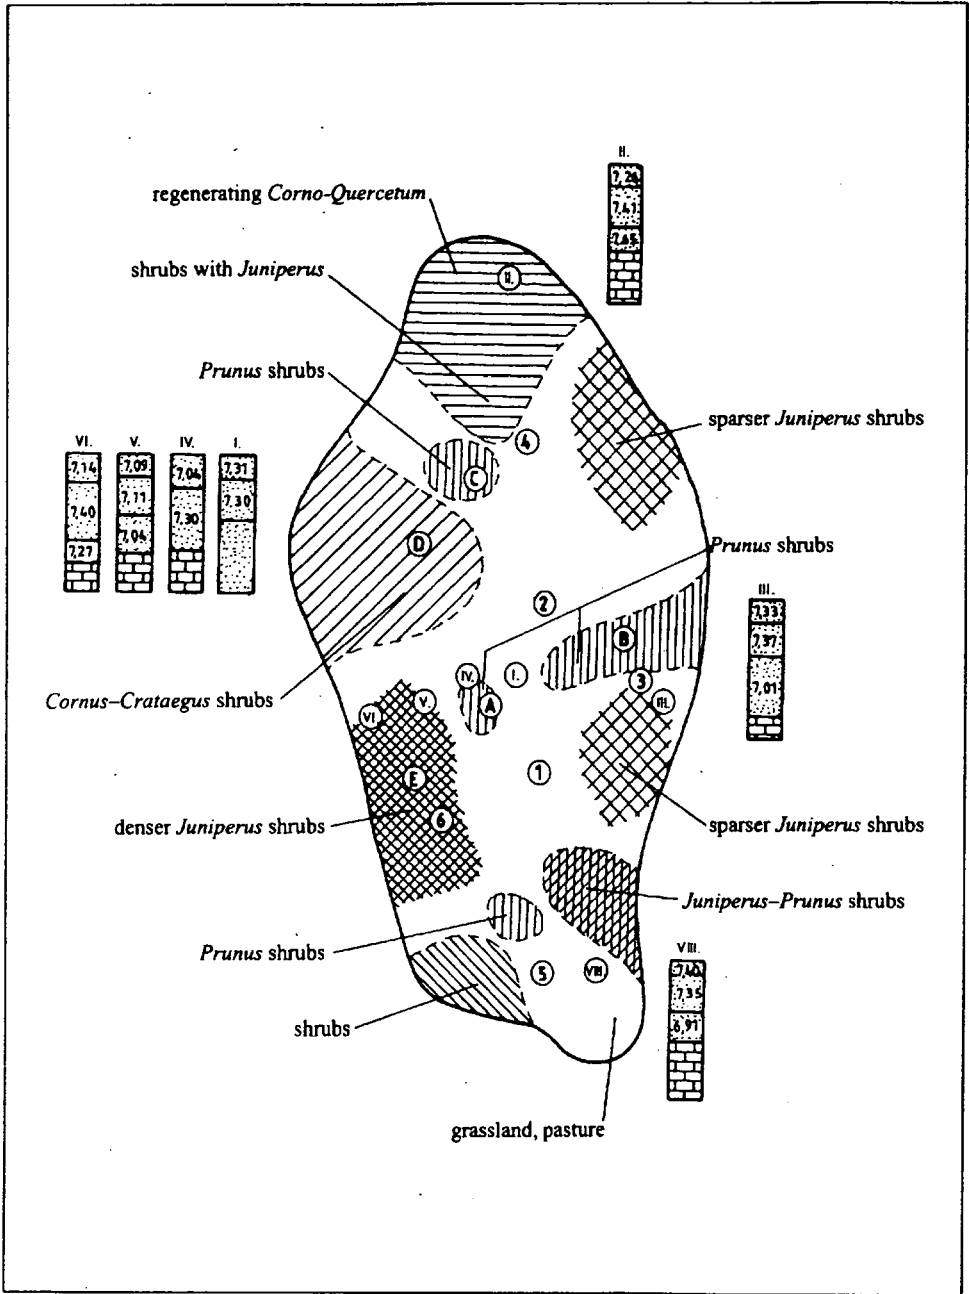 II.
7,26
7,41
7,65
regenerating Corno-Quercetum
shrubs with Juniperus
II.
Prunus shrubs
sparser Juniperus shrubs
4
C
VI.
7,14
7,40
7,27
V.
7,09
7,11
7,04
IV.
7,04
7,30
I.
7,31
7,30
D
Prunus shrubs
2
B
III.
7,33
7,37
7,01
IV.
I.
3
Cornus–Crataegus shrubs
V.
VI
A
III.
1
E
6
denser Juniperus shrubs
sparser Juniperus shrubs
Juniperus–Prunus shrubs
Prunus shrubs
5
VIII.
VIII.
7,40
7,35
6,91
shrubs
grassland, pasture